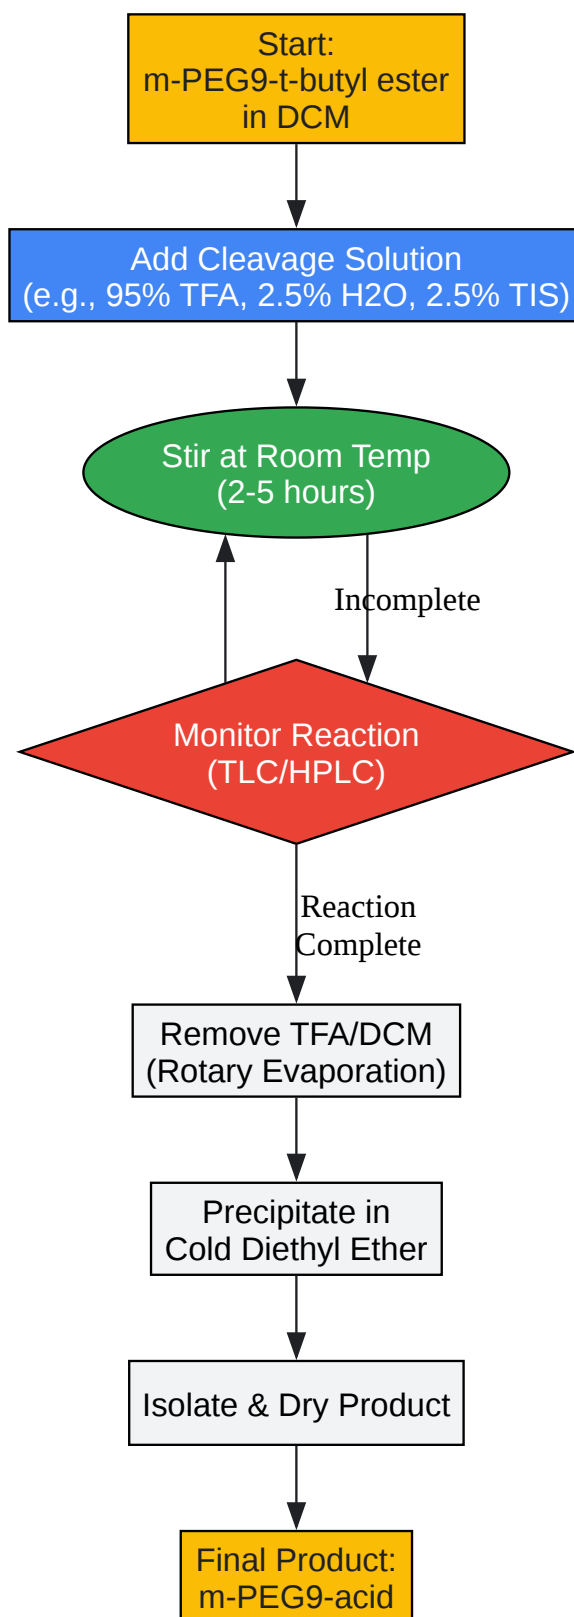 Start:
m-PEG9-t-butyl ester
in DCM
Add Cleavage Solution
(e.g., 95% TFA, 2.5% H2O, 2.5% TIS)
Stir at Room Temp
(2-5 hours)
Incomplete
Monitor Reaction
(TLC/HPLC)
Reaction
Complete
Remove TFA/DCM
(Rotary Evaporation)
Precipitate in
Cold Diethyl Ether
Isolate & Dry Product
Final Product:
m-PEG9-acid